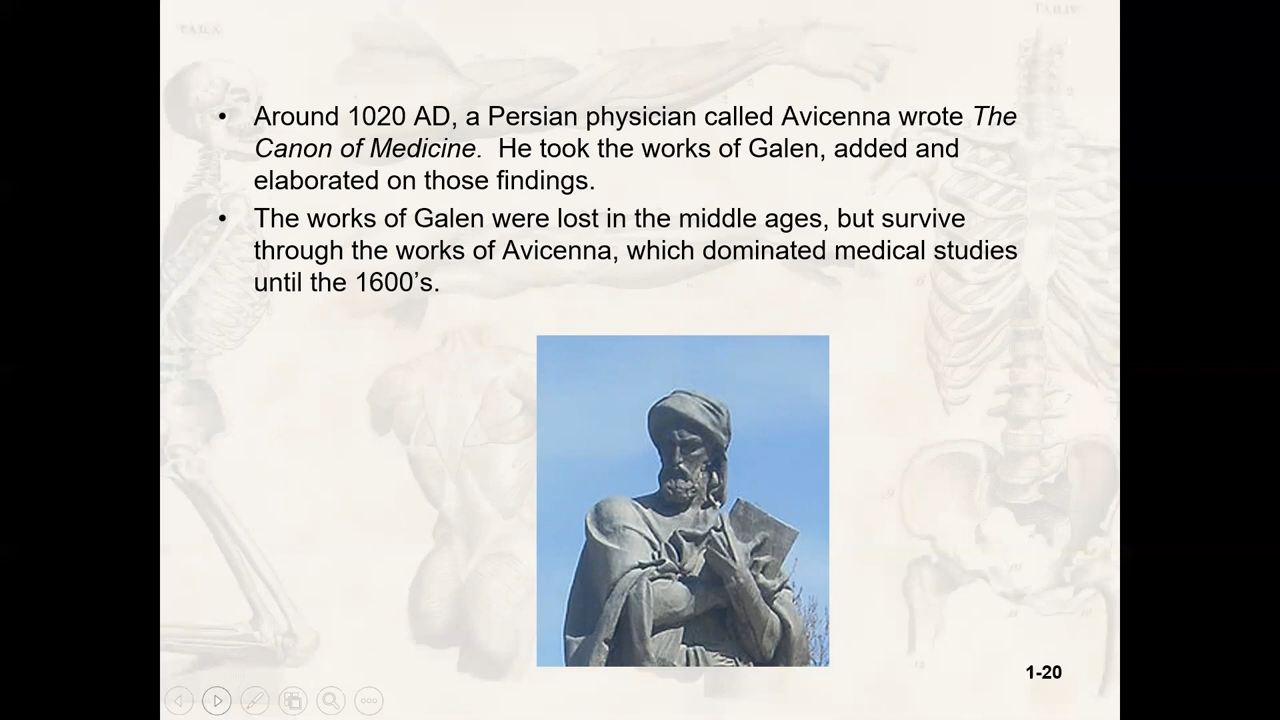 • Around 1020 AD, a Persian physician called Avicenna wrote The
Canon of Medicine. He took the works of Galen, added and
elaborated on those findings.
• The works of Galen were lost in the middle ages, but survive
through the works of Avicenna, which dominated medical studies
until the 1600’s.
1-20